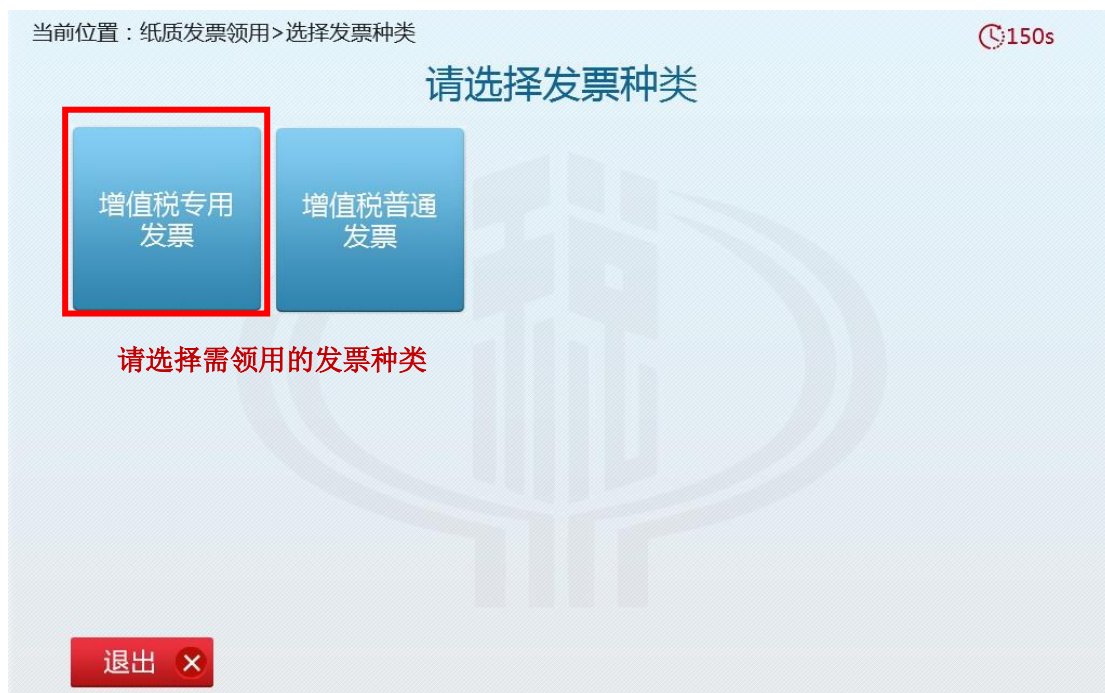 当前位置：纸质发票领用>选择发票种类
150s
请选择发票种类
增值税专用
发票
增值税普通
发票
请选择需领用的发票种类
退出